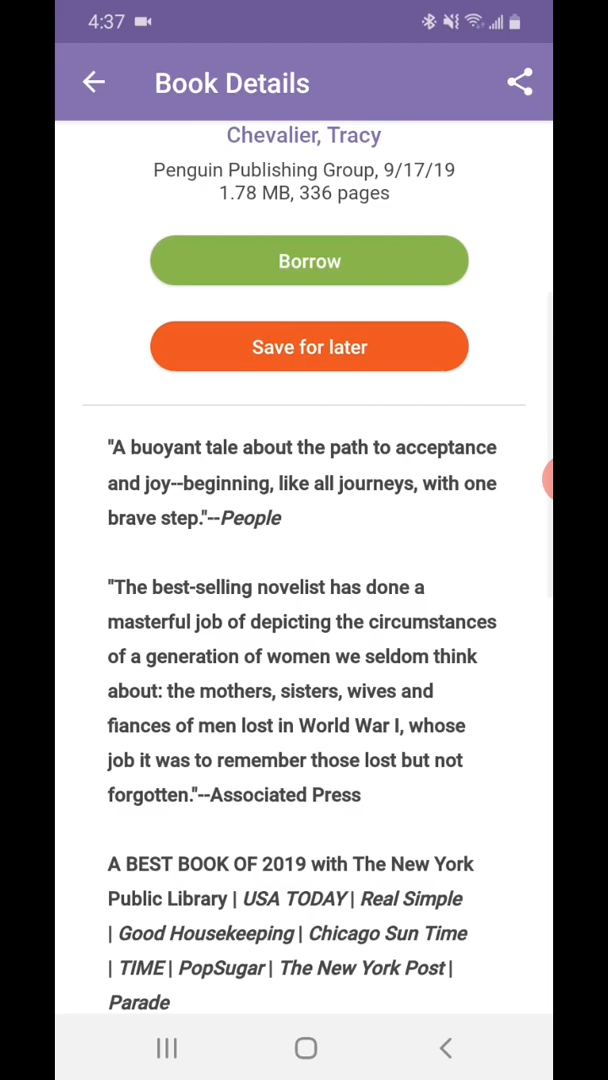 4:37
Book Details
Chevalier, Tracy
Penguin Publishing Group, 9/17/19
1.78 MB, 336 pages
Borrow
Save for later
"A buoyant tale about the path to acceptance
and joy--beginning, like all journeys, with one
brave step."--People
"The best-selling novelist has done a
masterful job of depicting the circumstances
of a generation of women we seldom think
about: the mothers, sisters, wives and
fiances of men lost in World War I, whose
job it was to remember those lost but not
forgotten."--Associated Press
A BEST BOOK OF 2019 with The New York
Public Library | USA TODAY | Real Simple
| Good Housekeeping | Chicago Sun Time
| TIME | PopSugar | The New York Post |
Parade